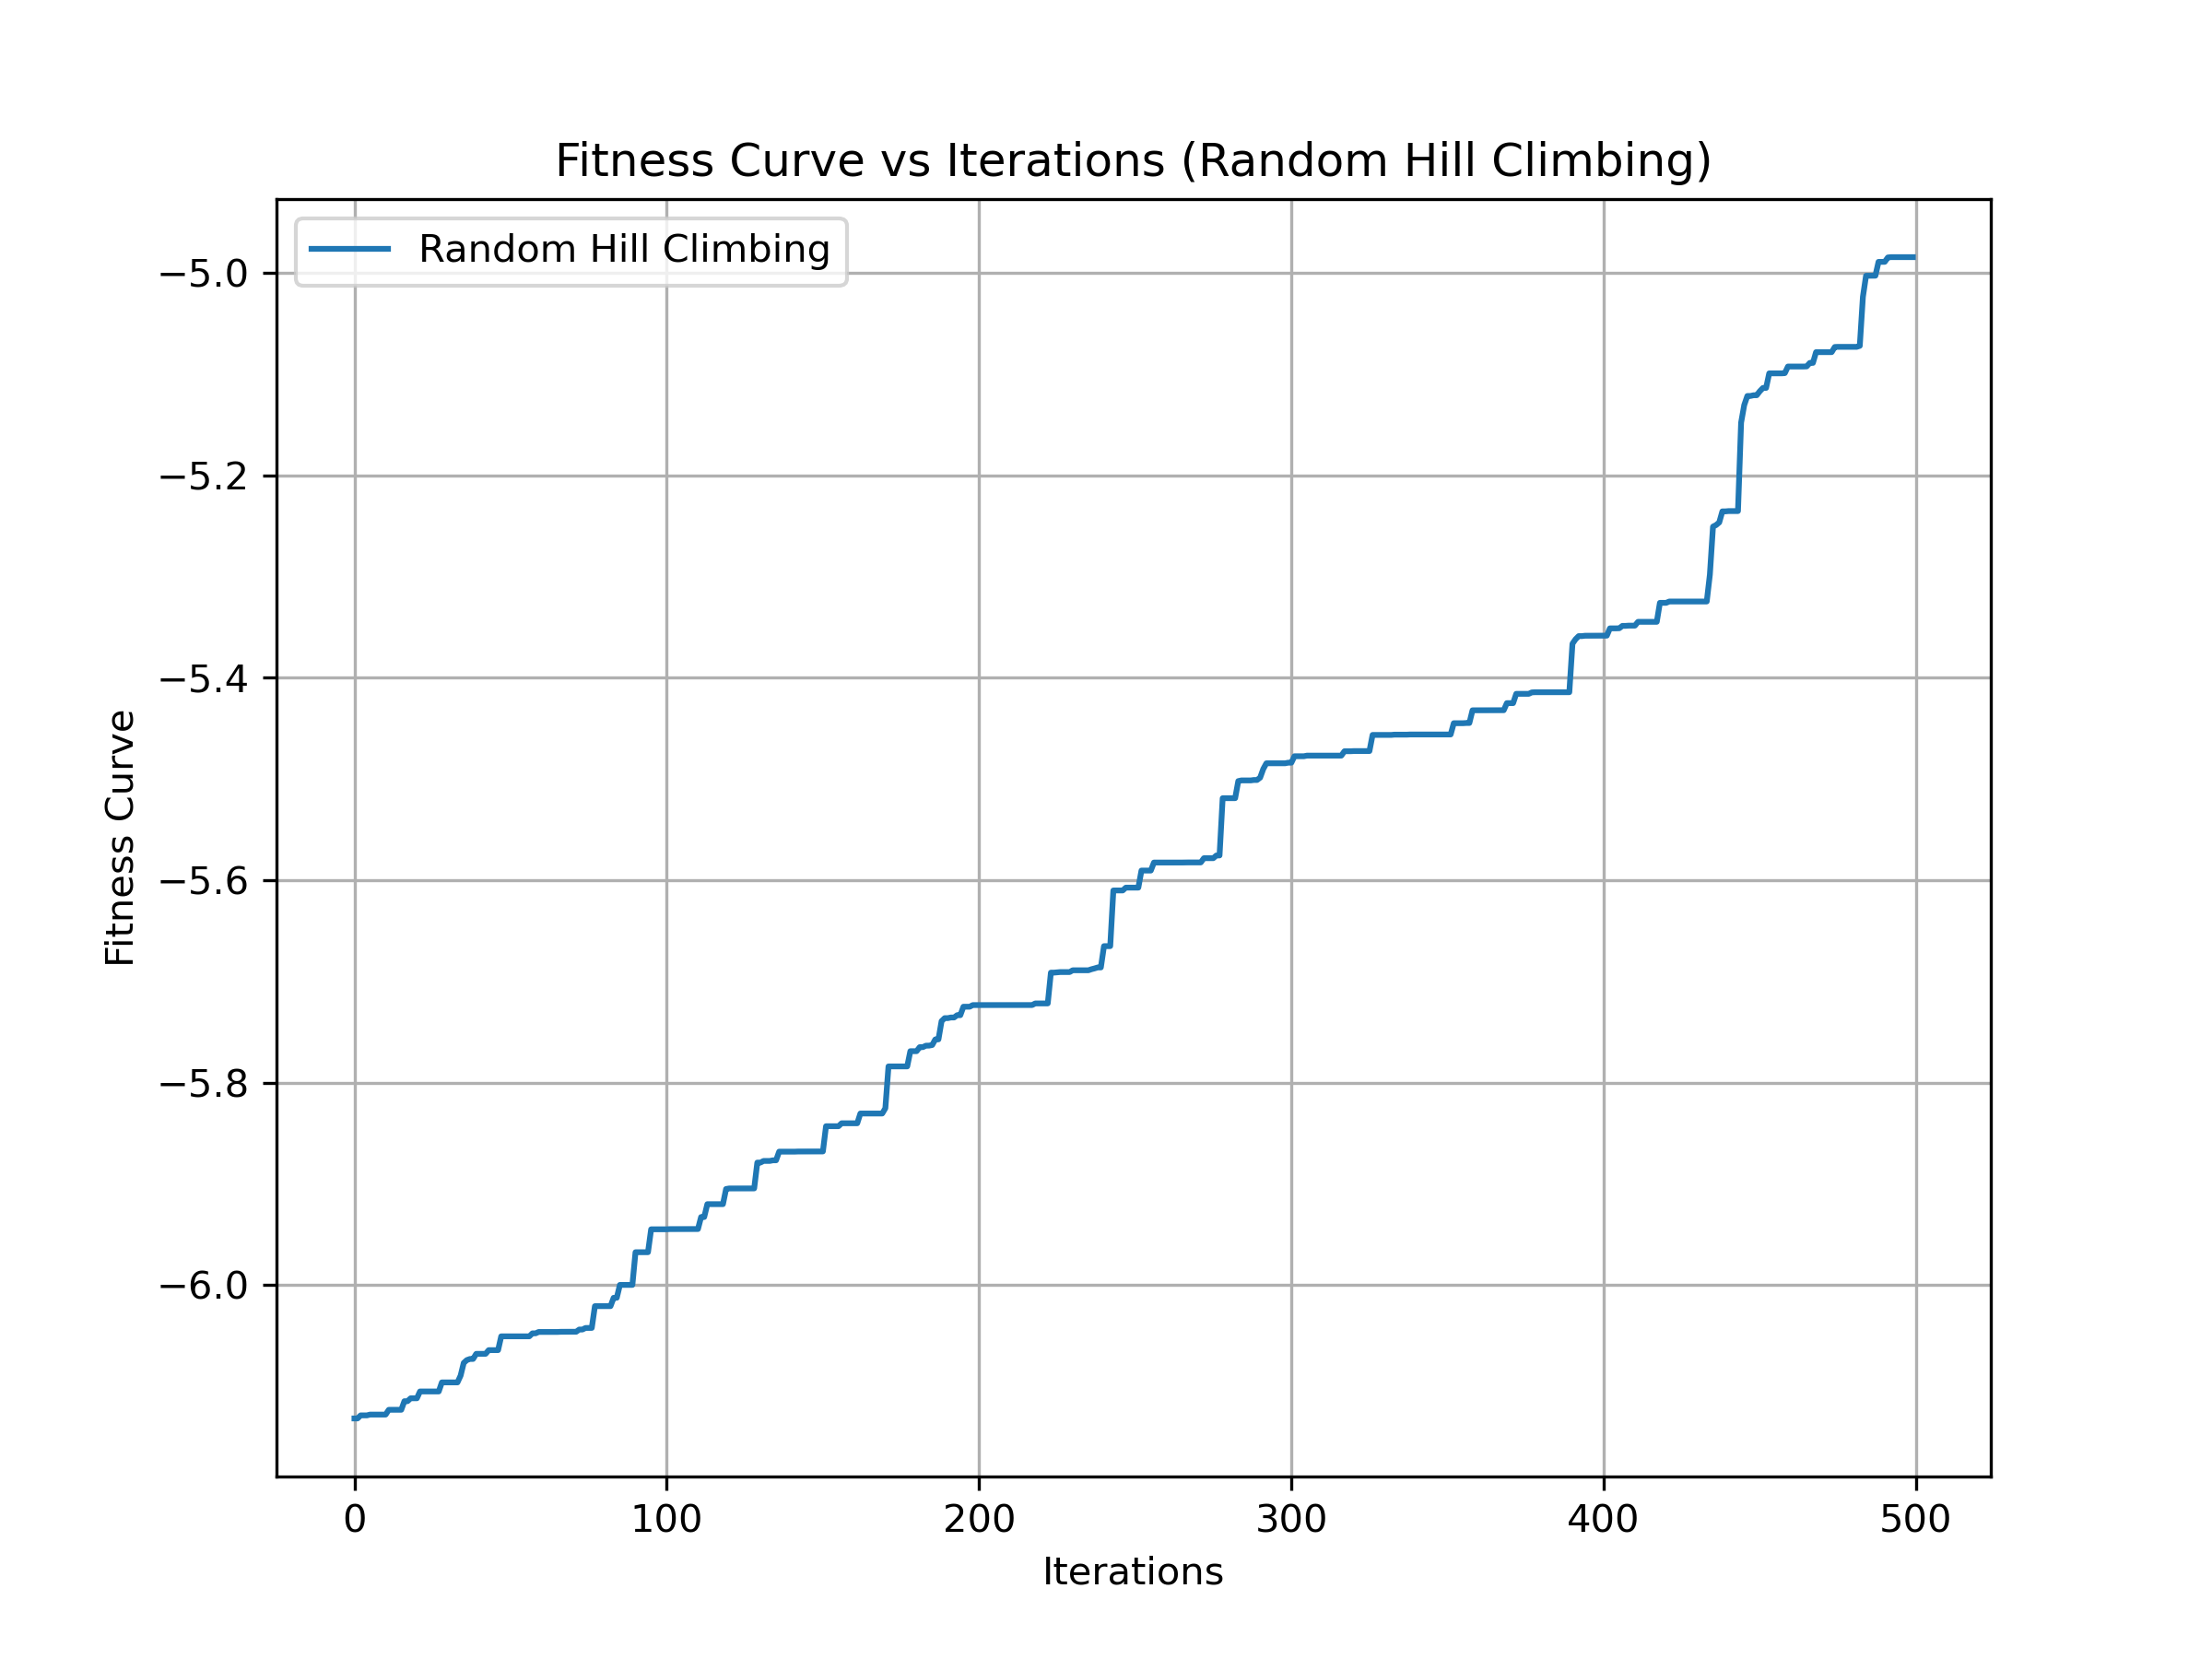 Fitness Curve vs Iterations (Random Hill Climbing)
Random Hill Climbing
−5.0
−5.2
−5.4
−5.6
−5.8
−6.0
Fitness Curve
0 100 200 300 400 500
Iterations